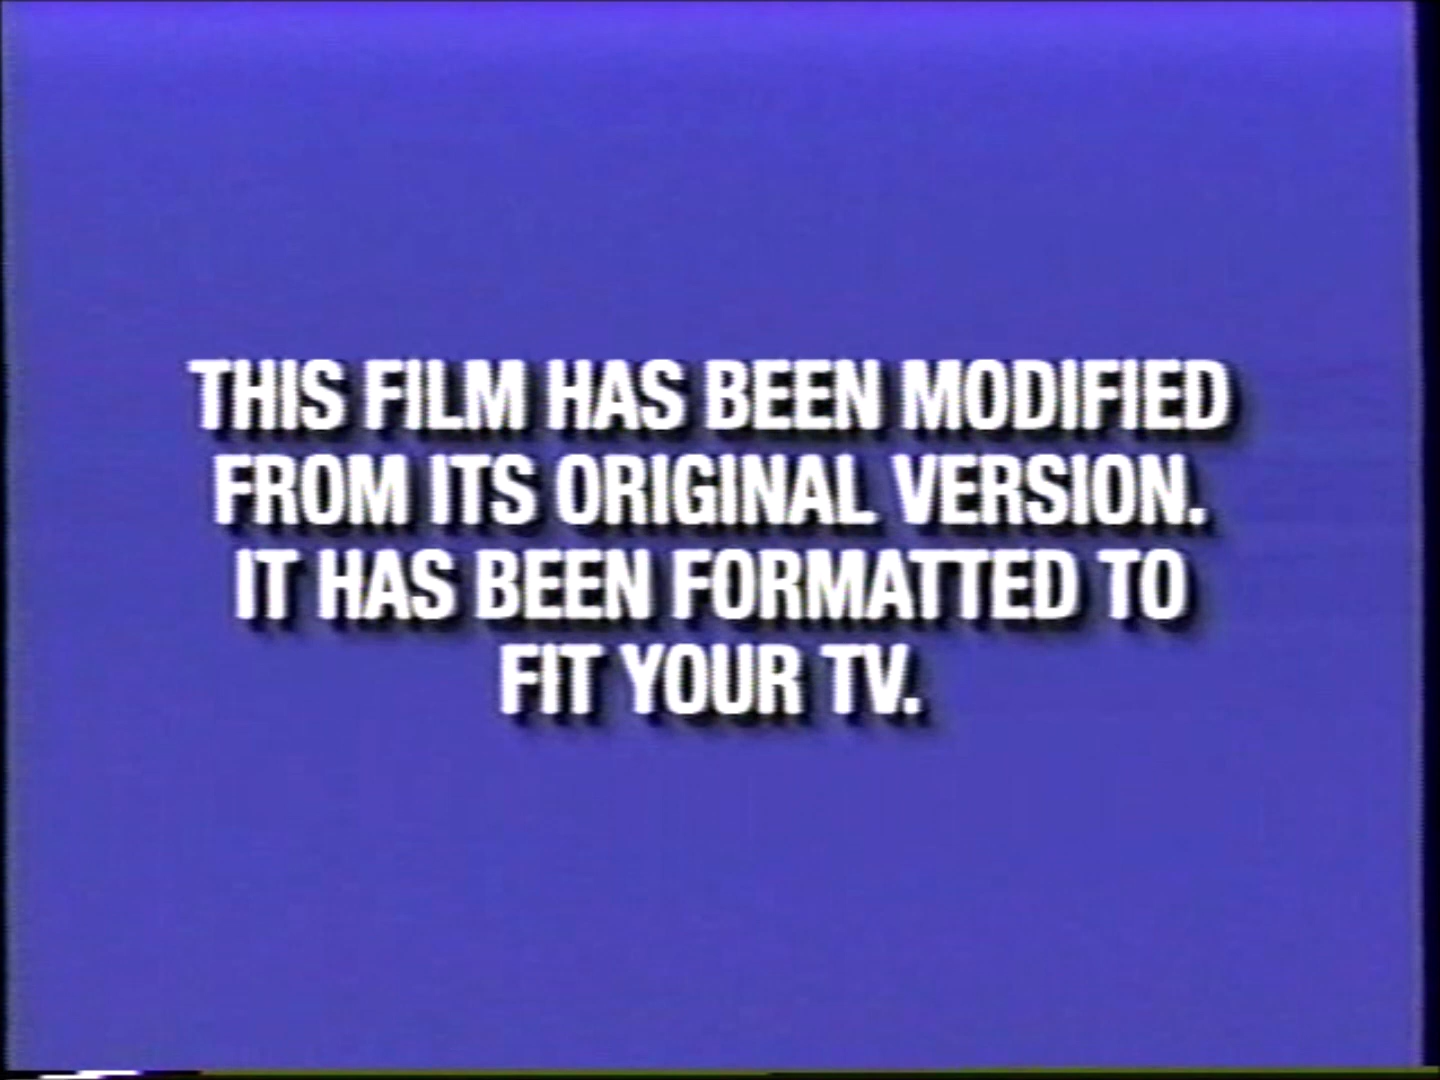 THIS FILM HAS BEEN MODIFIED
FROM ITS ORIGINAL VERSION.
IT HAS BEEN FORMATTED TO
FIT YOUR TV.